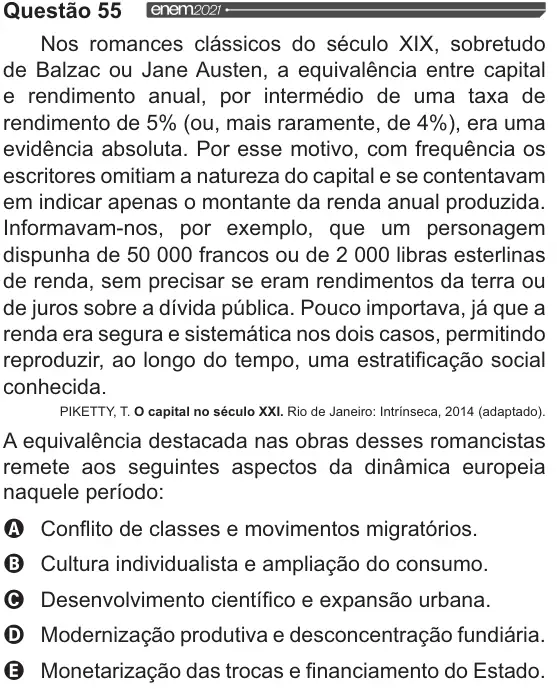 Questão 55 enem2021
Nos romances clássicos do século XIX, sobretudo
de Balzac ou Jane Austen, a equivalência entre capital
e rendimento anual, por intermédio de uma taxa de
rendimento de 5% (ou, mais raramente, de 4%), era uma
evidência absoluta. Por esse motivo, com frequência os
escritores omitiam a natureza do capital e se contentavam
em indicar apenas o montante da renda anual produzida.
Informavam-nos, por exemplo, que um personagem
dispunha de 50 000 francos ou de 2 000 libras esterlinas
de renda, sem precisar se eram rendimentos da terra ou
de juros sobre a dívida pública. Pouco importava, já que a
renda era segura e sistemática nos dois casos, permitindo
reproduzir, ao longo do tempo, uma estratificação social
conhecida.
PIKETTY, T. O capital no século XXI. Rio de Janeiro: Intrínseca, 2014 (adaptado).
A equivalência destacada nas obras desses romancistas
remete aos seguintes aspectos da dinâmica europeia
naquele período:
A Conflito de classes e movimentos migratórios.
B Cultura individualista e ampliação do consumo.
C Desenvolvimento científico e expansão urbana.
D Modernização produtiva e desconcentração fundiária.
E Monetarização das trocas e financiamento do Estado.